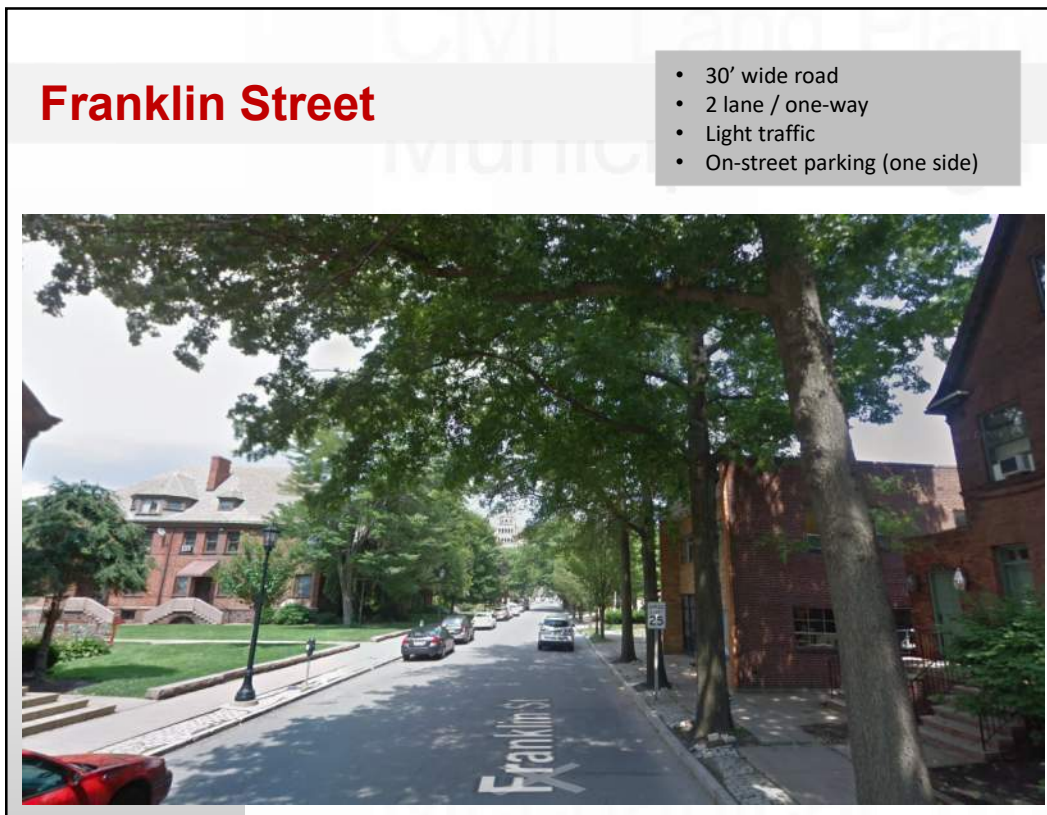 Franklin Street
• 30’ wide road
• 2 lane / one-way
• Light traffic
• On-street parking (one side)
25
Franklin St